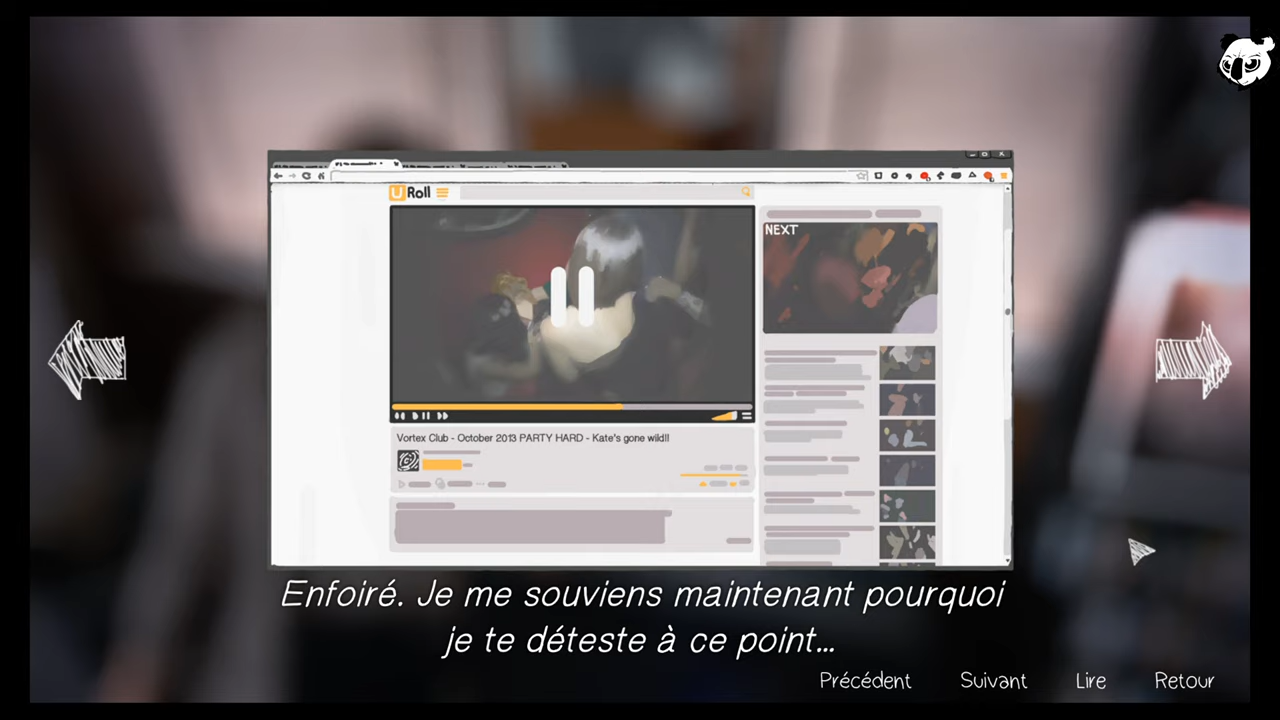 U Roll
NEXT
Vortex Club - October 2013 PARTY HARD - Kate's gone wild!!
Enfoiré. Je me souviens maintenant pourquoi
je te déteste à ce point...
Précédent Suivant Lire Retour